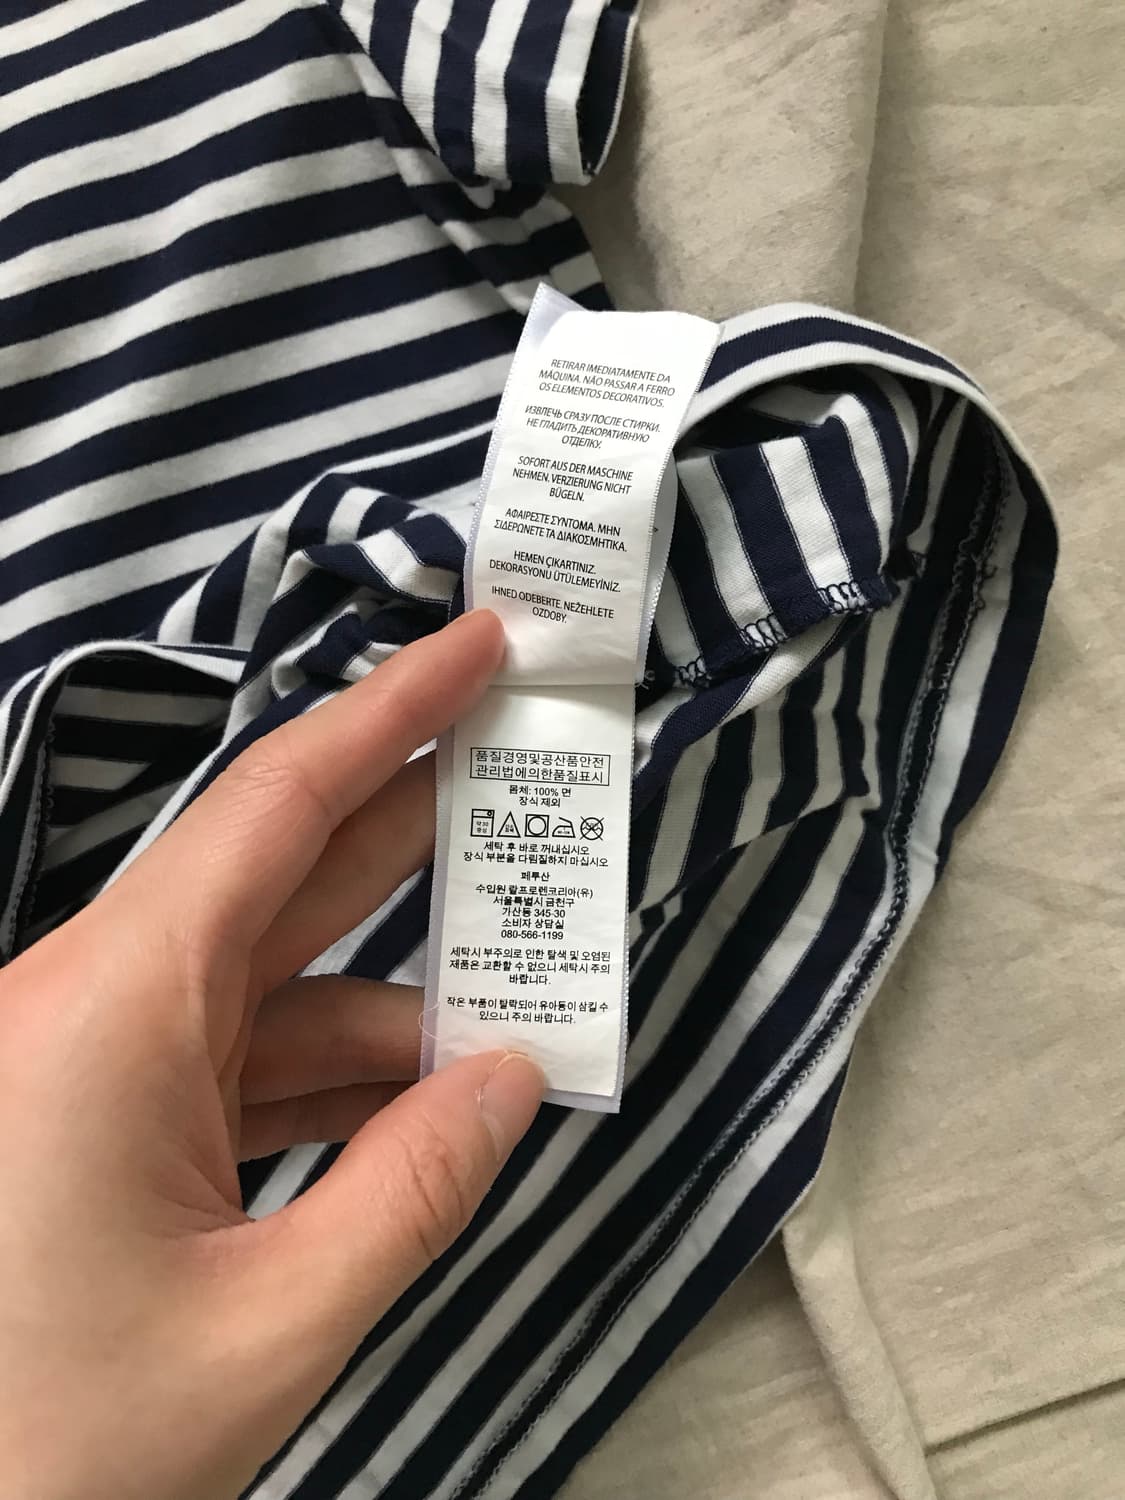 RETIRAR IMEDIATAMENTE DA
MÁQUINA. NÃO PASSAR A FERRO
OS ELEMENTOS DECORATIVOS.
ИЗВЛЕЧЬ СРАЗУ ПОСЛЕ СТИРКИ.
НЕ ГЛАДИТЬ ДЕКОРАТИВНУЮ
ОТДЕЛКУ.
SOFORT AUS DER MASCHINE
NEHMEN. VERZIERUNG NICHT
BÜGELN.
ΑΦΑΙΡΕΣΤΕ ΣΥΝΤΟΜΑ. ΜΗΝ
ΣΙΔΕΡΩΝΕΤΕ ΤΑ ΔΙΑΚΟΣΜΗΤΙΚΑ.
HEMEN ÇIKARTINIZ.
DEKORASYONU ÜTÜLEMEYİNİZ.
IHNED ODEBERTE. NEŽEHLETE
OZDOBY.
품질경영및공산품안전
관리법에의한품질표시
몸체: 100% 면
장식 제외
세탁 후 바로 꺼내십시오
장식 부분을 다림질하지 마십시오
페루산
수입원 랄프로렌코리아(유)
서울특별시 금천구
가산동 345-30
소비자 상담실
080-566-1199
세탁시 부주의로 인한 탈색 및 오염된
제품은 교환할 수 없으니 세탁시 주의
바랍니다.
작은 부품이 탈락되어 유아등이 삼킬 수
있으니 주의 바랍니다.